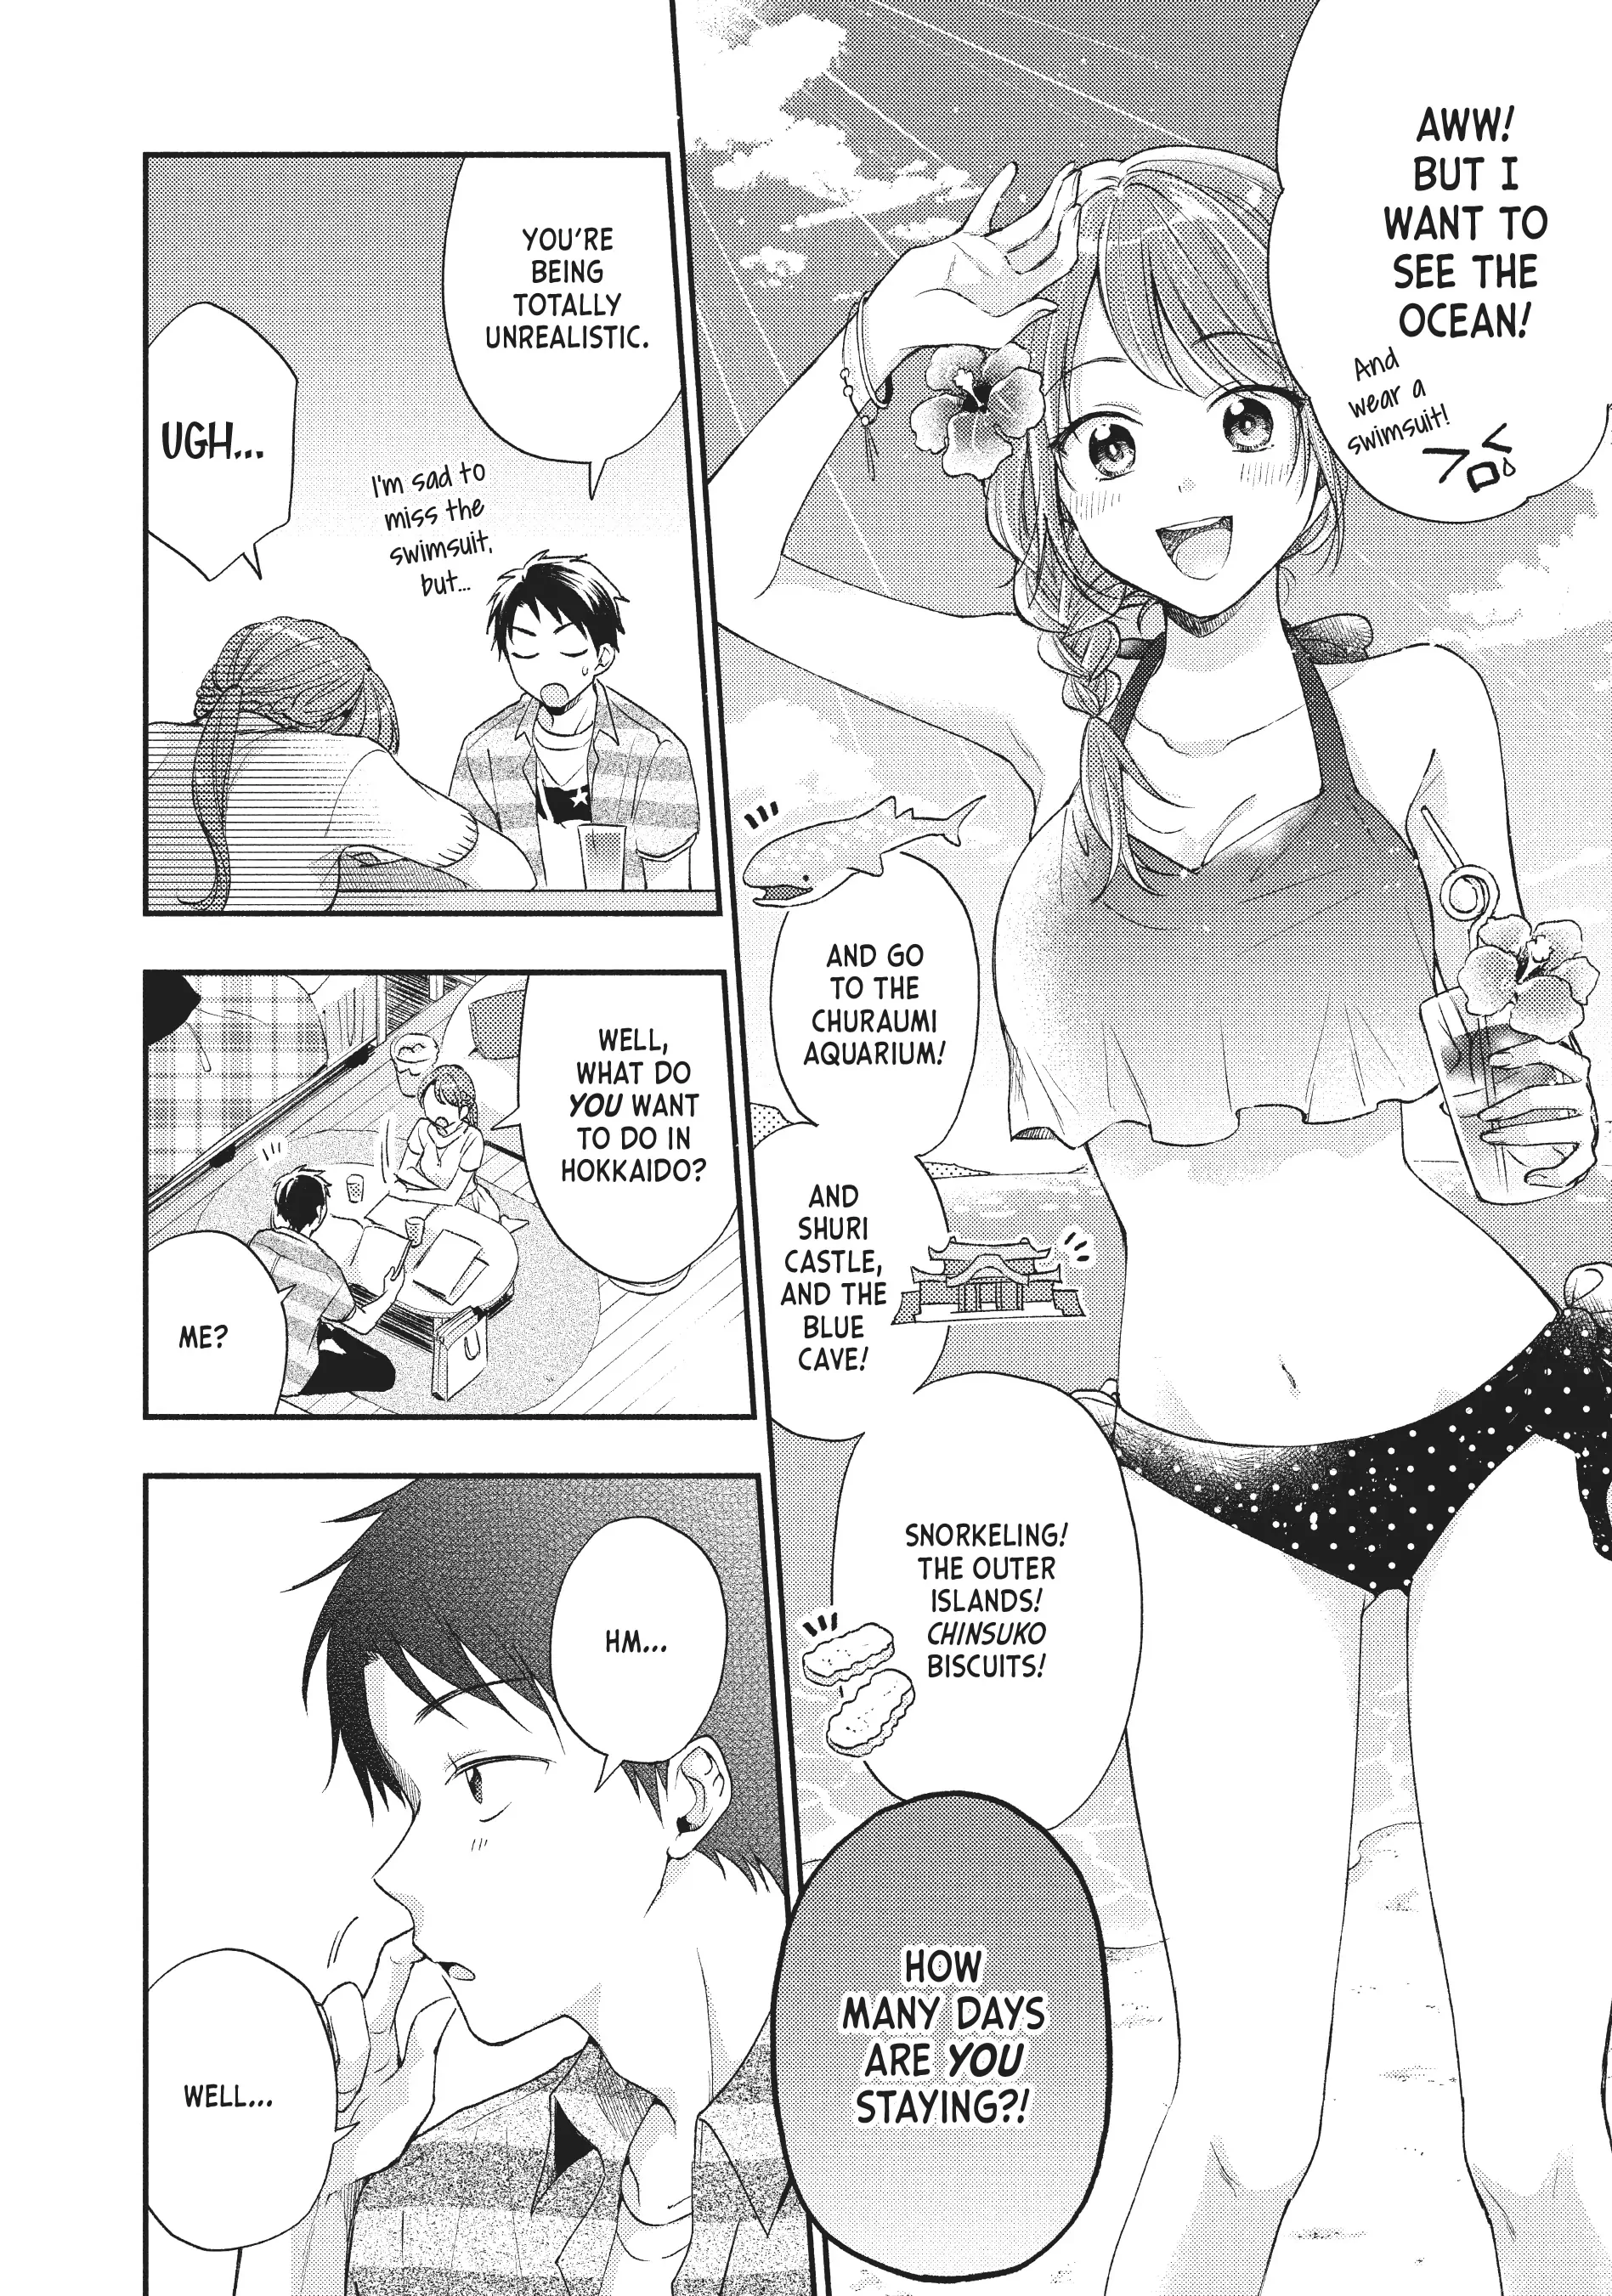 AWW!
BUT I
WANT TO
SEE THE
OCEAN!
And
wear a
swimsuit!
AND GO
TO THE
CHURAUMI
AQUARIUM!
AND
SHURI
CASTLE,
AND THE
BLUE
CAVE!
SNORKELING!
THE OUTER
ISLANDS!
CHINSUKO
BISCUITS!
HOW
MANY DAYS
ARE YOU
STAYING?!
YOU'RE
BEING
TOTALLY
UNREALISTIC.
I'm sad to
miss the
swimsuit,
but...
UGH...
WELL,
WHAT DO
YOU WANT
TO DO IN
HOKKAIDO?
ME?
HM...
WELL...